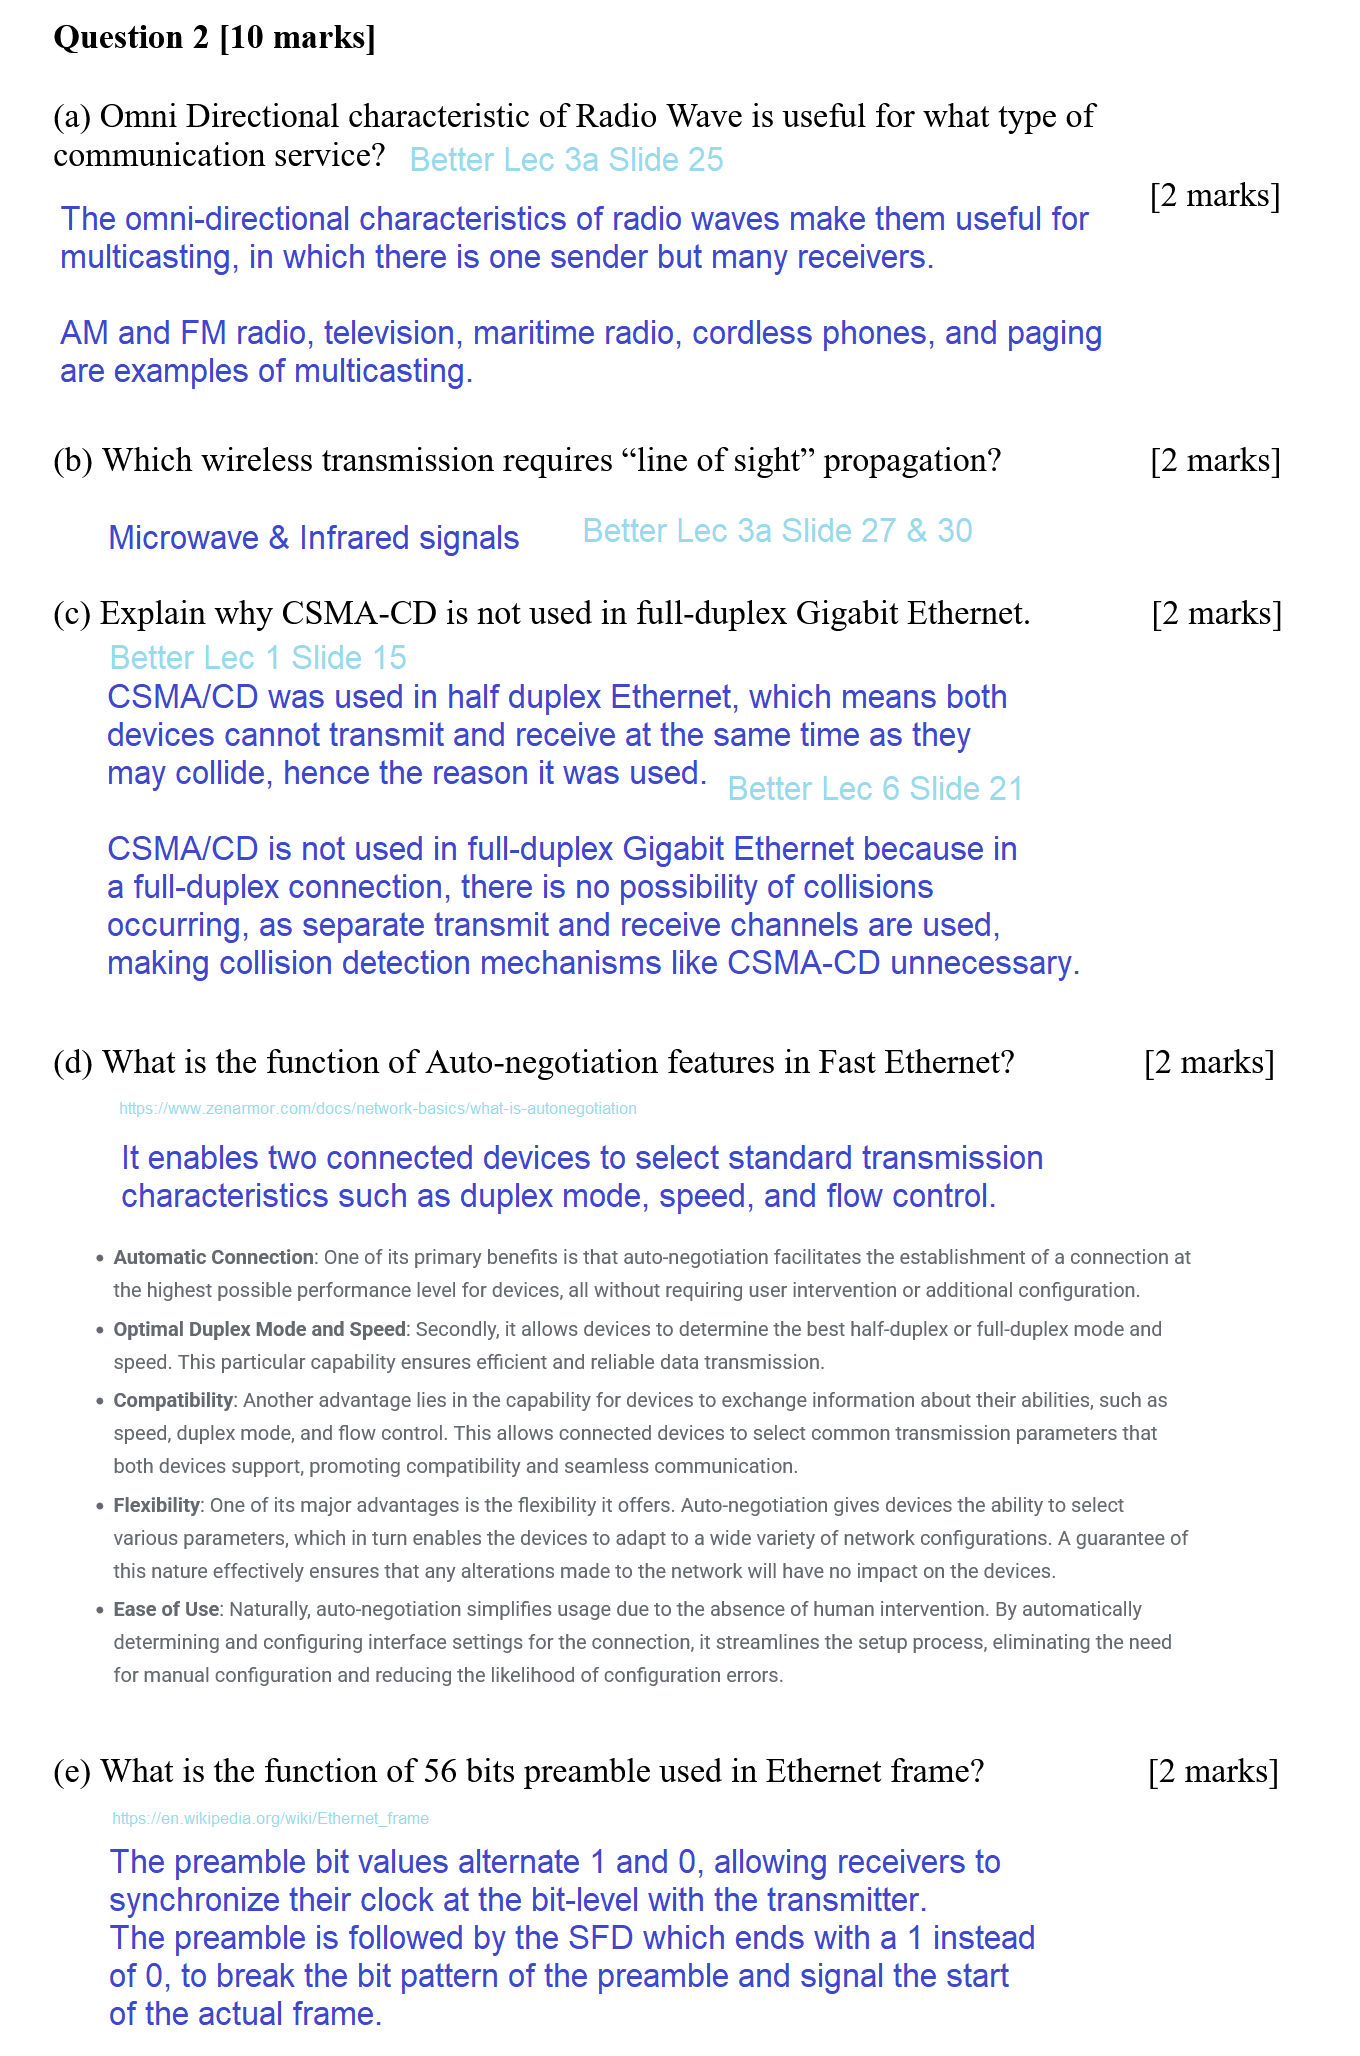 Question 2 [10 marks]
(a) Omni Directional characteristic of Radio Wave is useful for what type of
communication service? Better Lec 3a Slide 25
[2 marks]
The omni-directional characteristics of radio waves make them useful for
multicasting, in which there is one sender but many receivers.
AM and FM radio, television, maritime radio, cordless phones, and paging
are examples of multicasting.
(b) Which wireless transmission requires “line of sight” propagation? [2 marks]
Microwave & Infrared signals Better Lec 3a Slide 27 & 30
(c) Explain why CSMA-CD is not used in full-duplex Gigabit Ethernet. [2 marks]
Better Lec 1 Slide 15
CSMA/CD was used in half duplex Ethernet, which means both
devices cannot transmit and receive at the same time as they
may collide, hence the reason it was used. Better Lec 6 Slide 21
CSMA/CD is not used in full-duplex Gigabit Ethernet because in
a full-duplex connection, there is no possibility of collisions
occurring, as separate transmit and receive channels are used,
making collision detection mechanisms like CSMA-CD unnecessary.
(d) What is the function of Auto-negotiation features in Fast Ethernet? [2 marks]
https://www.zenarmor.com/docs/network-basics/what-is-autonegotiation
It enables two connected devices to select standard transmission
characteristics such as duplex mode, speed, and flow control.
• Automatic Connection: One of its primary benefits is that auto-negotiation facilitates the establishment of a connection at
the highest possible performance level for devices, all without requiring user intervention or additional configuration.
• Optimal Duplex Mode and Speed: Secondly, it allows devices to determine the best half-duplex or full-duplex mode and
speed. This particular capability ensures efficient and reliable data transmission.
• Compatibility: Another advantage lies in the capability for devices to exchange information about their abilities, such as
speed, duplex mode, and flow control. This allows connected devices to select common transmission parameters that
both devices support, promoting compatibility and seamless communication.
• Flexibility: One of its major advantages is the flexibility it offers. Auto-negotiation gives devices the ability to select
various parameters, which in turn enables the devices to adapt to a wide variety of network configurations. A guarantee of
this nature effectively ensures that any alterations made to the network will have no impact on the devices.
• Ease of Use: Naturally, auto-negotiation simplifies usage due to the absence of human intervention. By automatically
determining and configuring interface settings for the connection, it streamlines the setup process, eliminating the need
for manual configuration and reducing the likelihood of configuration errors.
(e) What is the function of 56 bits preamble used in Ethernet frame? [2 marks]
https://en.wikipedia.org/wiki/Ethernet_frame
The preamble bit values alternate 1 and 0, allowing receivers to
synchronize their clock at the bit-level with the transmitter.
The preamble is followed by the SFD which ends with a 1 instead
of 0, to break the bit pattern of the preamble and signal the start
of the actual frame.